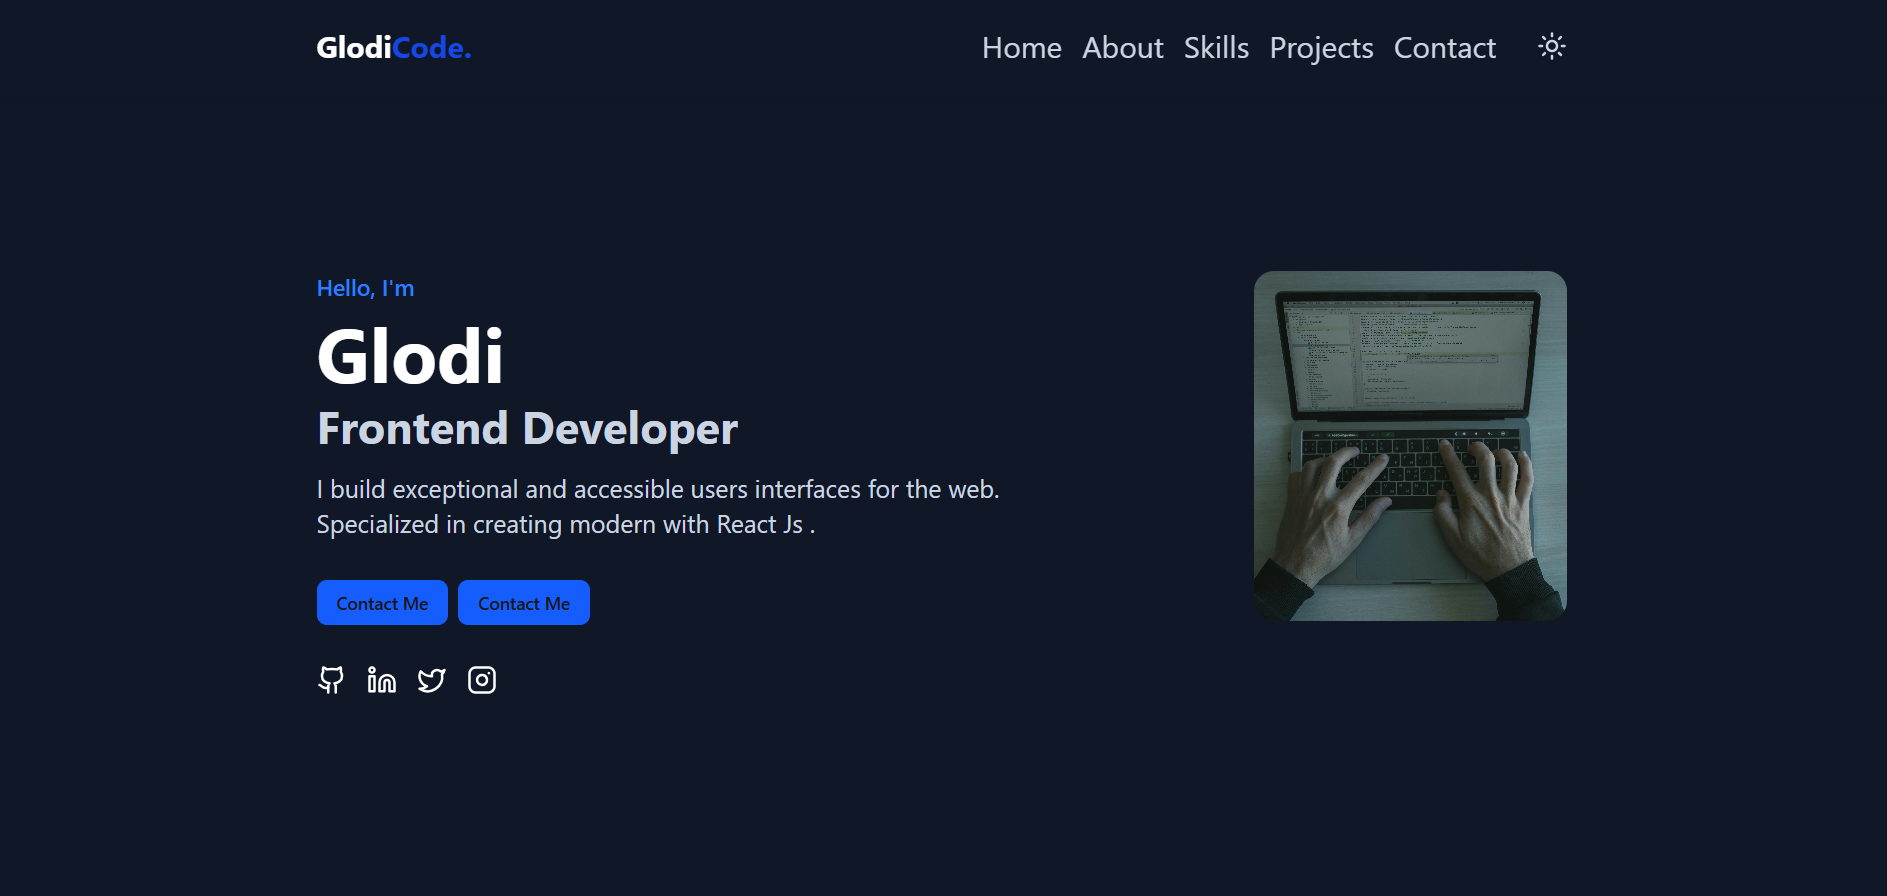 GlodiCode.
Home About Skills Projects Contact
Hello, I'm
Glodi
Frontend Developer
I build exceptional and accessible users interfaces for the web.
Specialized in creating modern with React Js .
Contact Me Contact Me